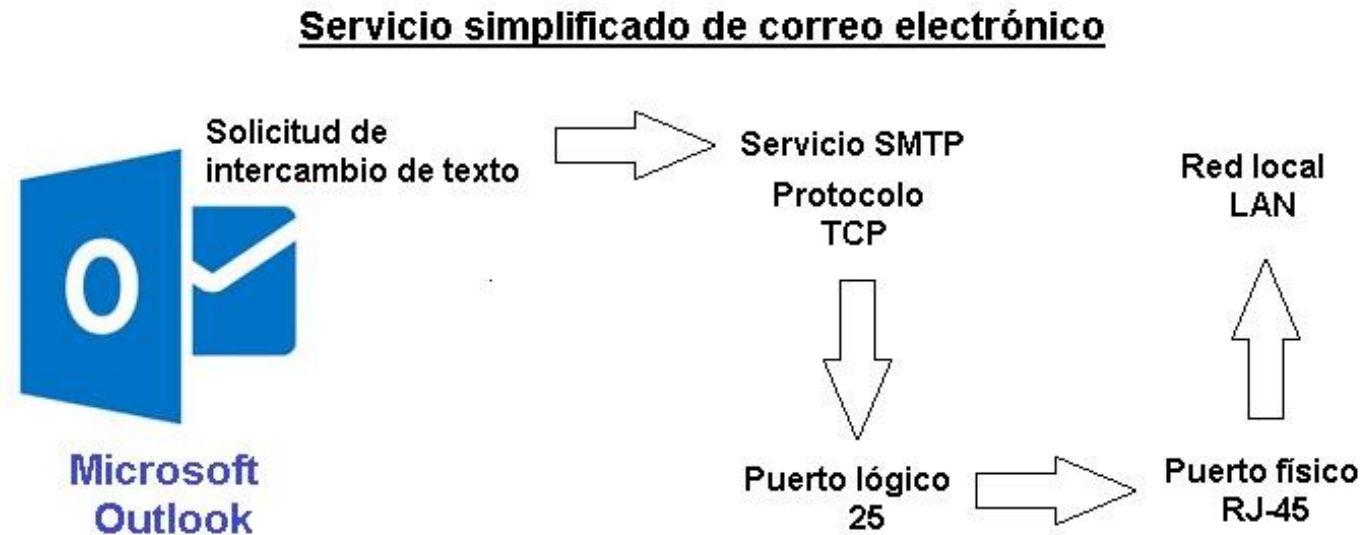 Servicio simplificado de correo electrónico
Solicitud de
intercambio de texto
Servicio SMTP
Protocolo
TCP
Red local
LAN
O
Microsoft
Outlook
Puerto lógico
25
Puerto físico
RJ-45